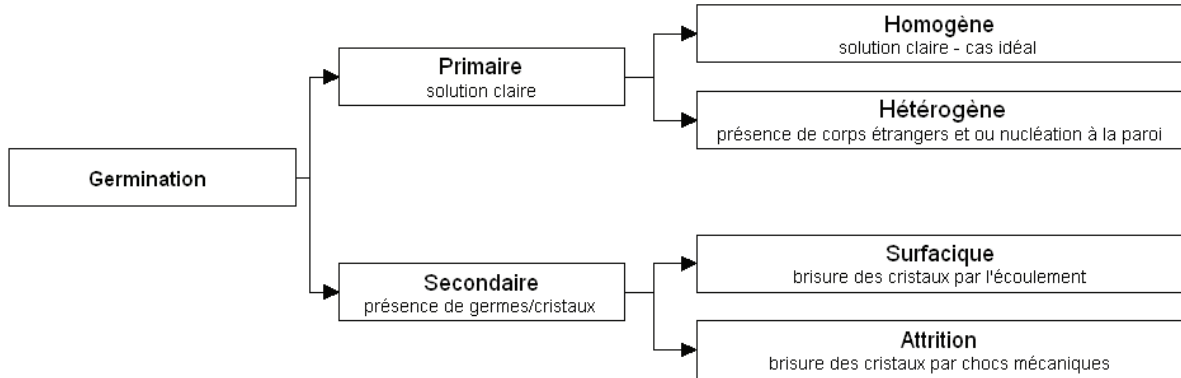 Homogène
solution claire - cas idéal
Primaire
solution claire
Hétérogène
présence de corps étrangers et ou nucléation à la paroi
Germination
Surfacique
brisure des cristaux par l'écoulement
Secondaire
présence de germes/cristaux
Attrition
brisure des cristaux par chocs mécaniques